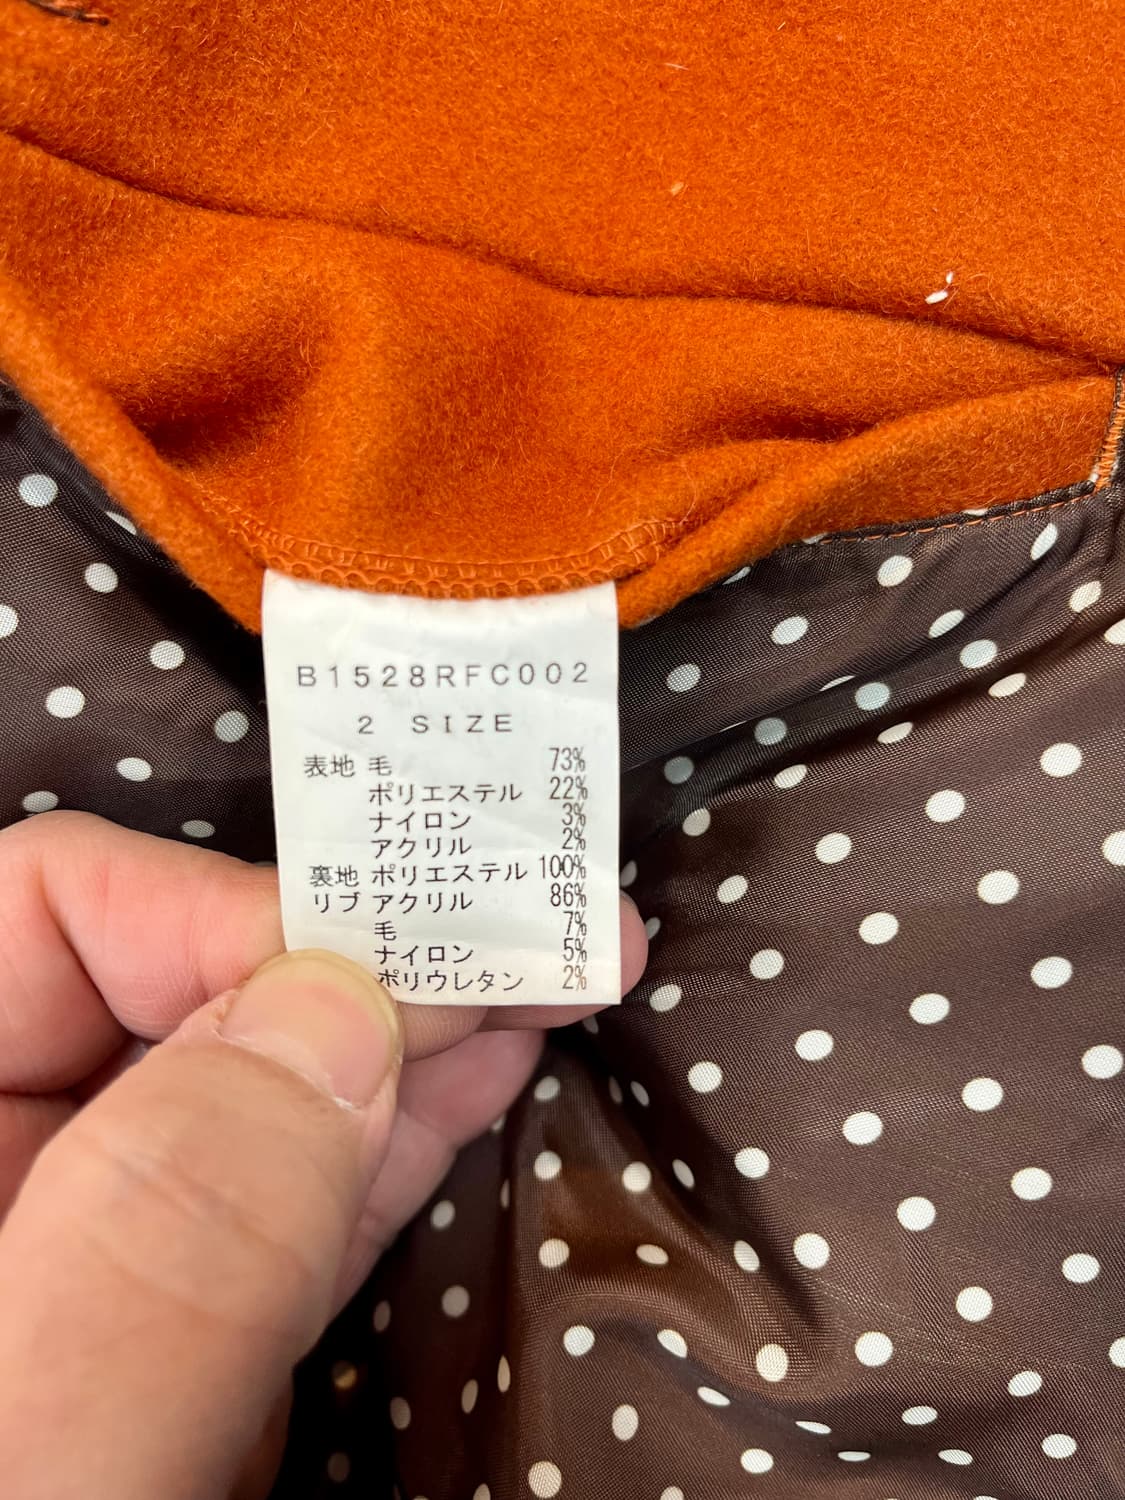 B1528RFC002
2 SIZE
表地 毛 73%
ポリエステル 22%
ナイロン 3%
アクリル 2%
裏地 ポリエステル 100%
リブ アクリル 86%
毛 7%
ナイロン 5%
ポリウレタン 2%